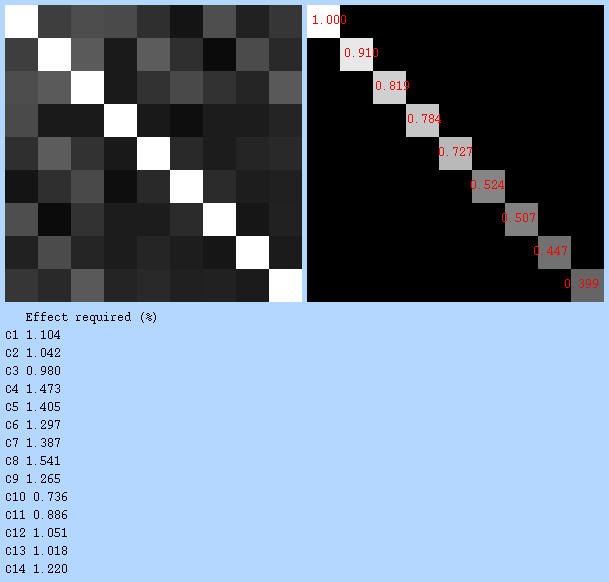 1.000
0.910
0.819
0.784
0.727
0.524
0.507
0.447
0.399
Effect required (%)
C1 1.104
C2 1.042
C3 0.980
C4 1.473
C5 1.405
C6 1.297
C7 1.387
C8 1.541
C9 1.265
C10 0.736
C11 0.886
C12 1.051
C13 1.018
C14 1.220